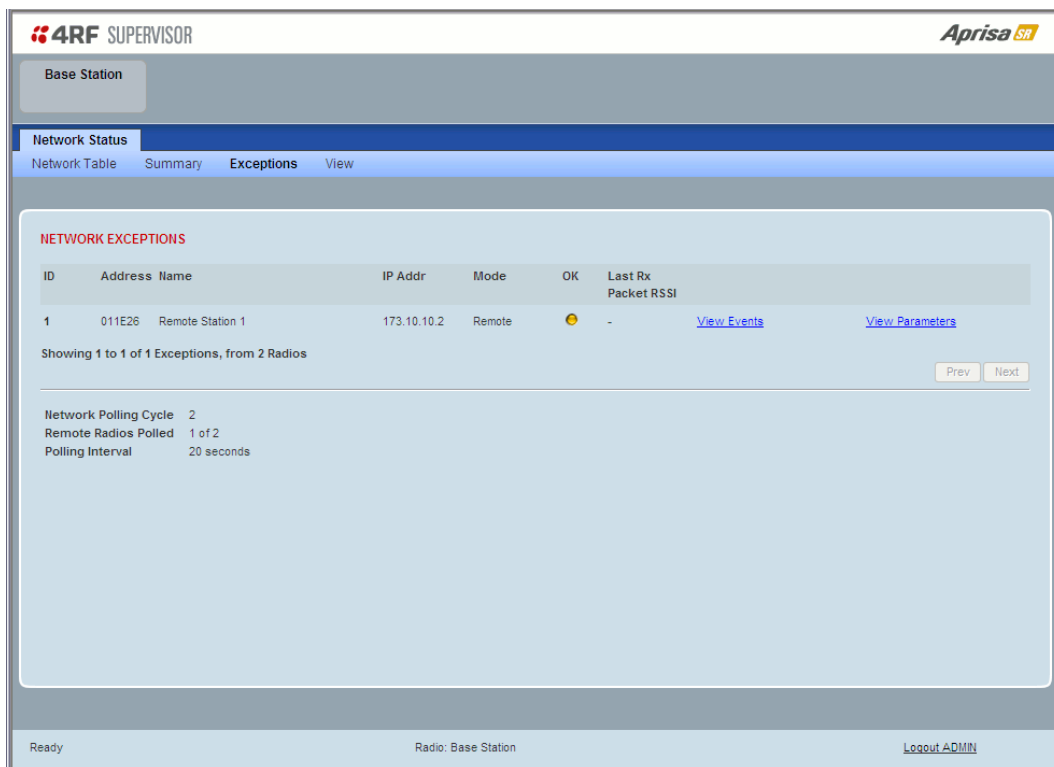 4RF SUPERVISOR
Aprisa SR
Base Station
Network Status
Network Table Summary Exceptions View
NETWORK EXCEPTIONS
ID Address Name IP Addr Mode OK Last Rx
Packet RSSI
1 011E26 Remote Station 1 173.10.10.2 Remote - View Events View Parameters
Showing 1 to 1 of 1 Exceptions, from 2 Radios
Prev Next
Network Polling Cycle 2
Remote Radios Polled 1 of 2
Polling Interval 20 seconds
Ready Radio: Base Station Logout ADMIN